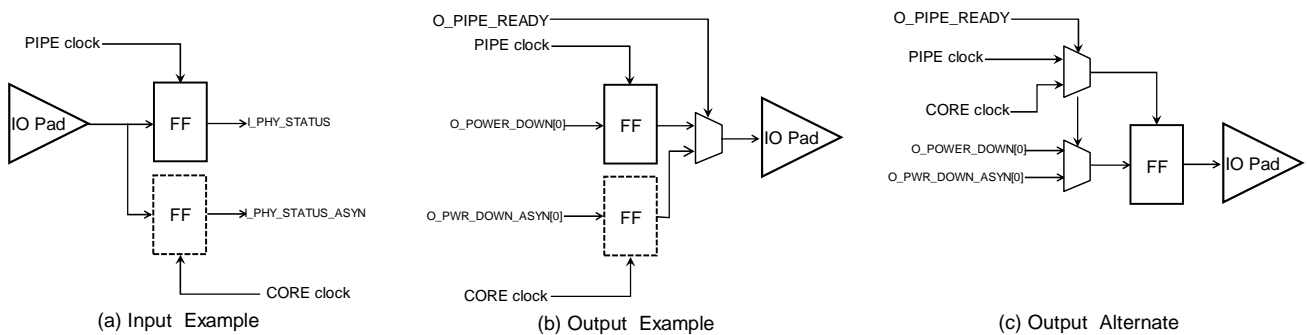 PIPE clock
IO Pad
FF
I_PHY_STATUS
FF
I_PHY_STATUS_ASYN
CORE clock
(a) Input Example
O_PIPE_READY
PIPE clock
O_POWER_DOWN[0]
FF
IO Pad
O_PWR_DOWN_ASYN[0]
FF
CORE clock
(b) Output Example
O_PIPE_READY
PIPE clock
CORE clock
O_POWER_DOWN[0]
O_PWR_DOWN_ASYN[0]
FF
IO Pad
(c) Output Alternate